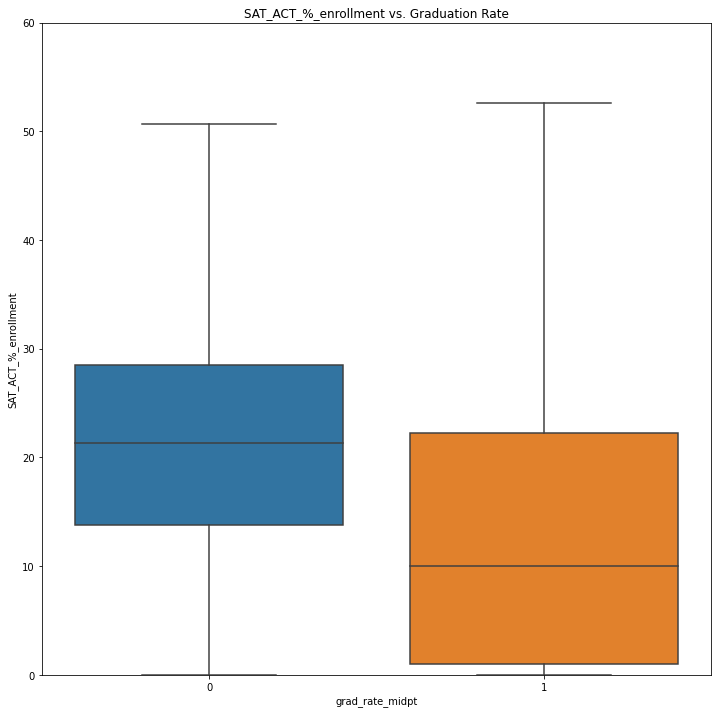 SAT_ACT_%_enrollment vs. Graduation Rate
60
50
40
30
20
10
0
SAT_ACT_%_enrollment
0 1
grad_rate_midpt